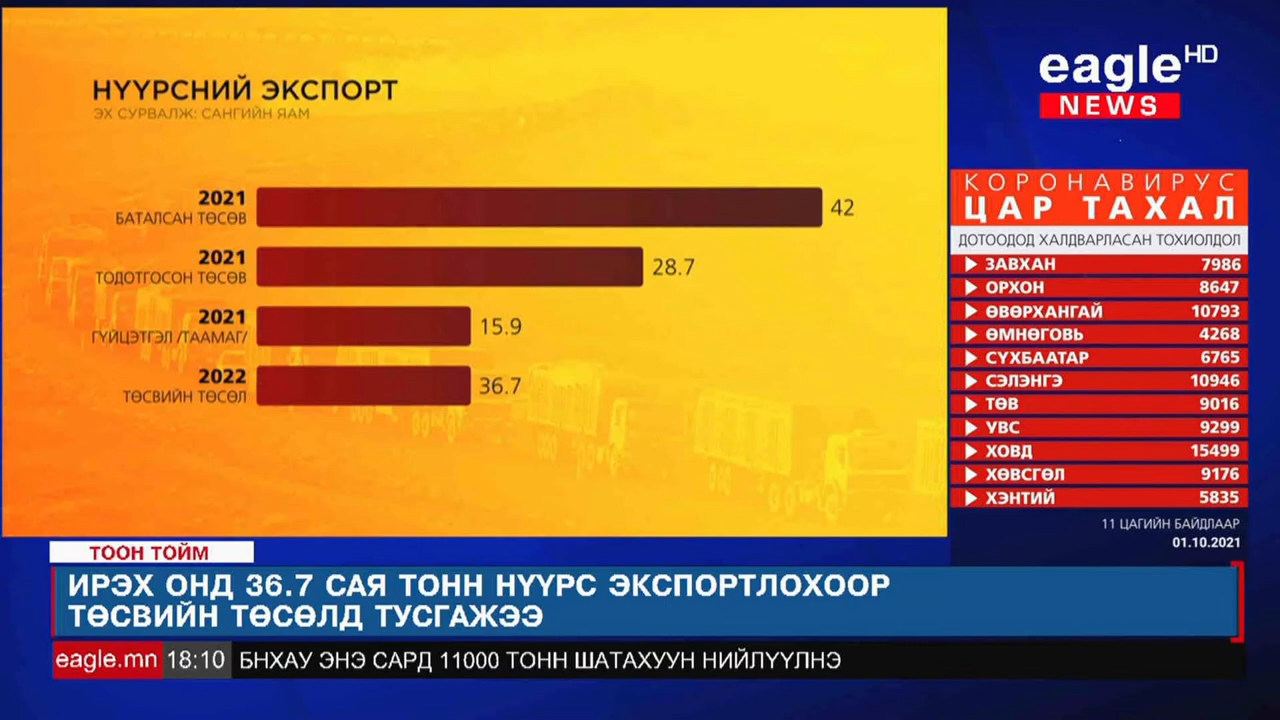 НҮҮРСНИЙ ЭКСПОРТ
ЭХ СУРВАЛЖ: САНГИЙН ЯАМ
2021
БАТАЛСАН ТӨСӨВ
42
2021
ТОДОТГОСОН ТӨСӨВ
28.7
2021
ГҮЙЦЭТГЭЛ /ТААМАГ/
15.9
2022
ТӨСВИЙН ТӨСӨЛ
36.7
eagle HD
NEWS
КОРОНАВИРУС
ЦАР ТАХАЛ
ДОТООДОД ХАЛДВАРЛАСАН ТОХИОЛДОЛ
ЗАВХАН 7986
ОРХОН 8647
ӨВӨРХАНГАЙ 10793
ӨМНӨГОВЬ 4268
СҮХБААТАР 6765
СЭЛЭНГЭ 10946
ТӨВ 9016
УВС 9299
ХОВД 15499
ХӨВСГӨЛ 9176
ХЭНТИЙ 5835
11 ЦАГИЙН БАЙДЛААР
01.10.2021
ТООН ТОЙМ
ИРЭХ ОНД 36.7 САЯ ТОНН НҮҮРС ЭКСПОРТЛОХООР
ТӨСВИЙН ТӨСӨЛД ТУСГАЖЭЭ
eagle.mn 18:10 БНХАУ ЭНЭ САРД 11000 ТОНН ШАТАХУУН НИЙЛҮҮЛНЭ